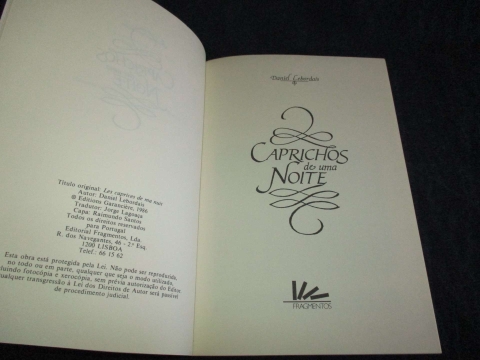 Título original: Les caprices de ma nuit
Autor: Daniel Lebordais
© Editions Garancière, 1986
Tradutor: Jorge Lagoaça
Capa: Raimundo Santos
Todos os direitos reservados
para Portugal
Editorial Fragmentos, Lda.
R. dos Navegantes, 46 - 2.º Esq.
1200 LISBOA
Telef.: 66 15 62
Esta obra está protegida pela Lei. Não pode ser reproduzida,
no todo ou em parte, qualquer que seja o modo utilizado,
incluindo fotocópia e xerocópia, sem prévia autorização do Editor.
Qualquer transgressão à Lei dos Direitos de Autor será passível
de procedimento judicial.
Daniel Lebordais
CAPRICHOS
de uma
NOITE
FRAGMENTOS